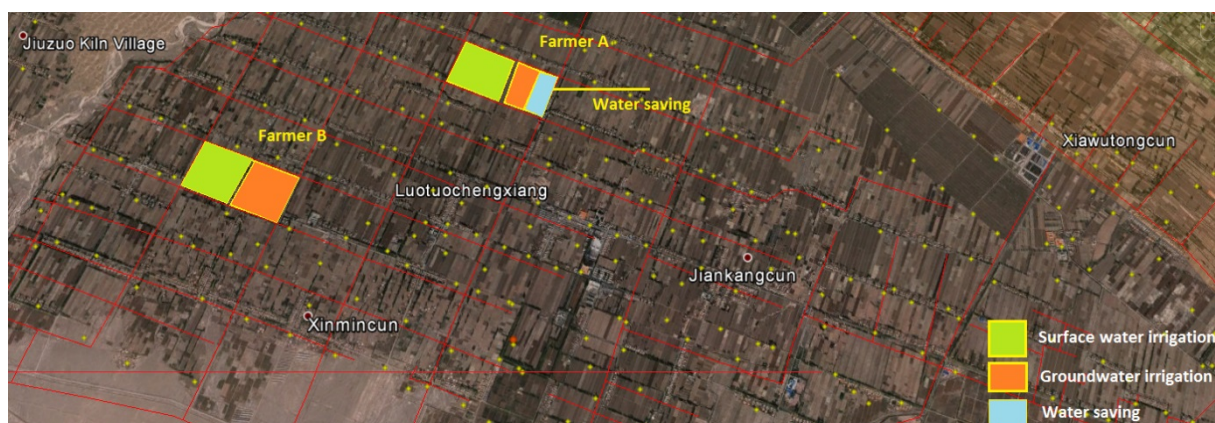 Jiuzuo Kiln Village
Farmer A
Water saving
Farmer B
Xiawutongcun
Luotuochengxiang
Jiankangcun
Xinmincun
Surface water irrigation
Groundwater irrigation
Water saving